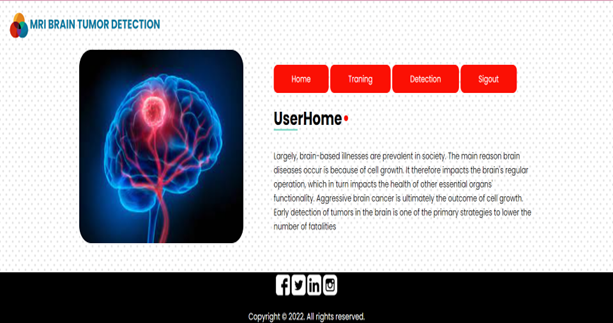 MRI BRAIN TUMOR DETECTION
Home Traning Detection Sigout
UserHome
Largely, brain-based illnesses are prevalent in society. The main reason brain
diseases occur is because of cell growth. It therefore impacts the brain's regular
operation, which in turn impacts the health of other essential organs'
functionality. Aggressive brain cancer is ultimately the outcome of cell growth.
Early detection of tumors in the brain is one of the primary strategies to lower the
number of fatalities
Copyright © 2022. All rights reserved.